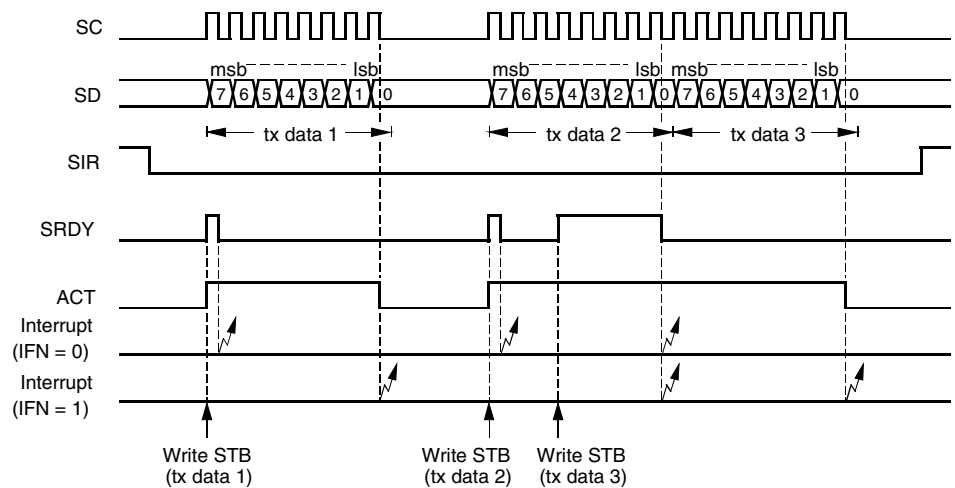 SC
msb lsb msb lsb msb lsb
SD 7 6 5 4 3 2 1 0 7 6 5 4 3 2 1 0 7 6 5 4 3 2 1 0
tx data 1 tx data 2 tx data 3
SIR
SRDY
ACT
Interrupt
(IFN = 0)
Interrupt
(IFN = 1)
Write STB Write STB Write STB
(tx data 1) (tx data 2) (tx data 3)